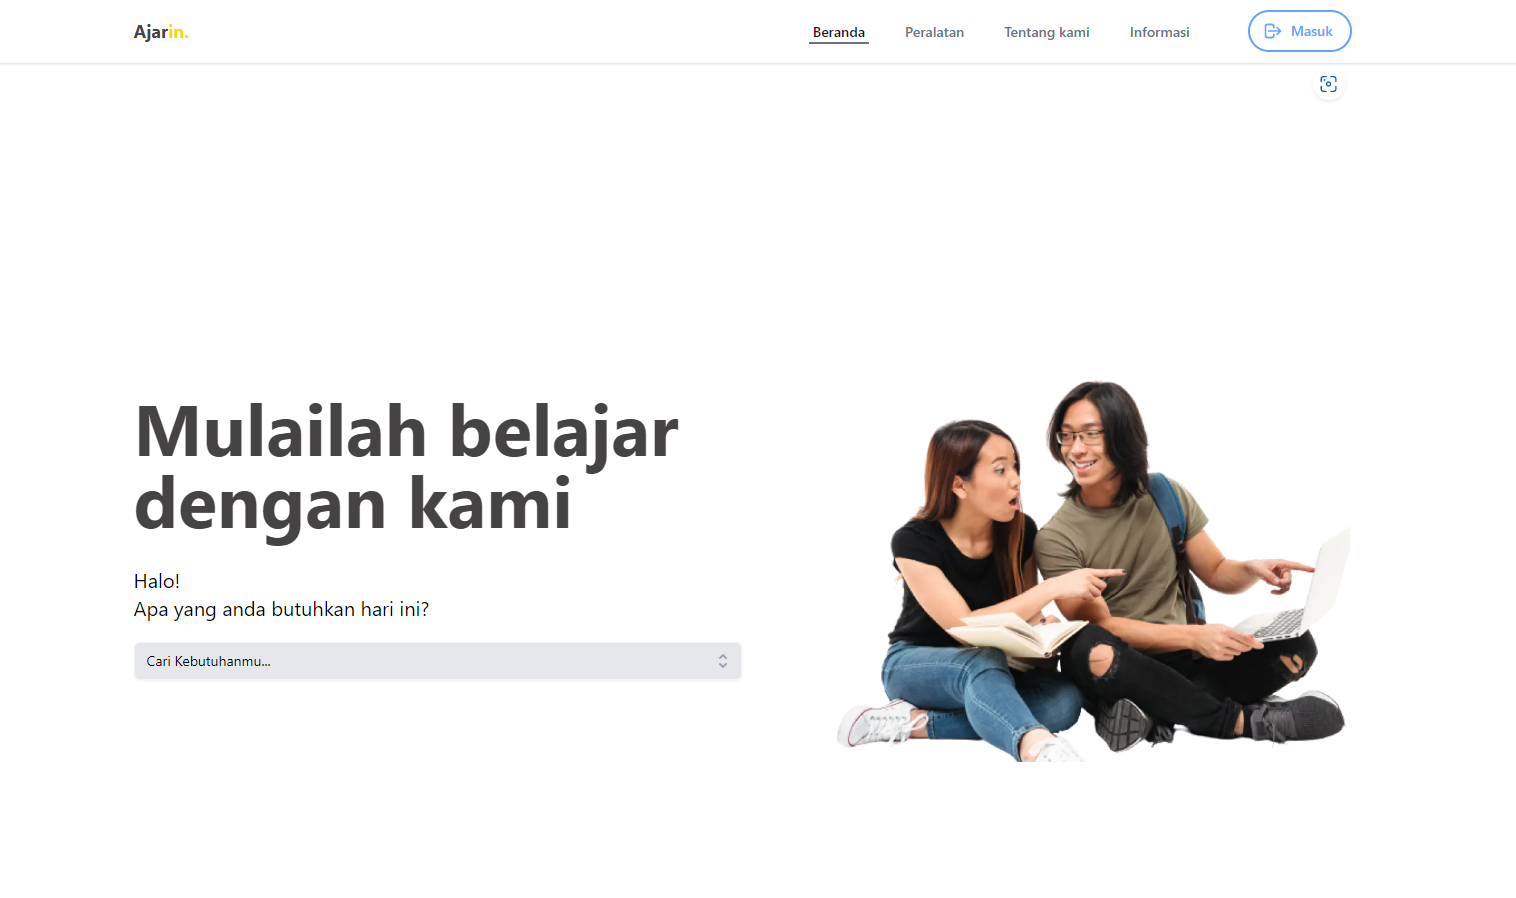 Ajarin.
Beranda
Peralatan
Tentang kami
Informasi
Masuk
Mulailah belajar
dengan kami
Halo!
Apa yang anda butuhkan hari ini?
Cari Kebutuhanmu...